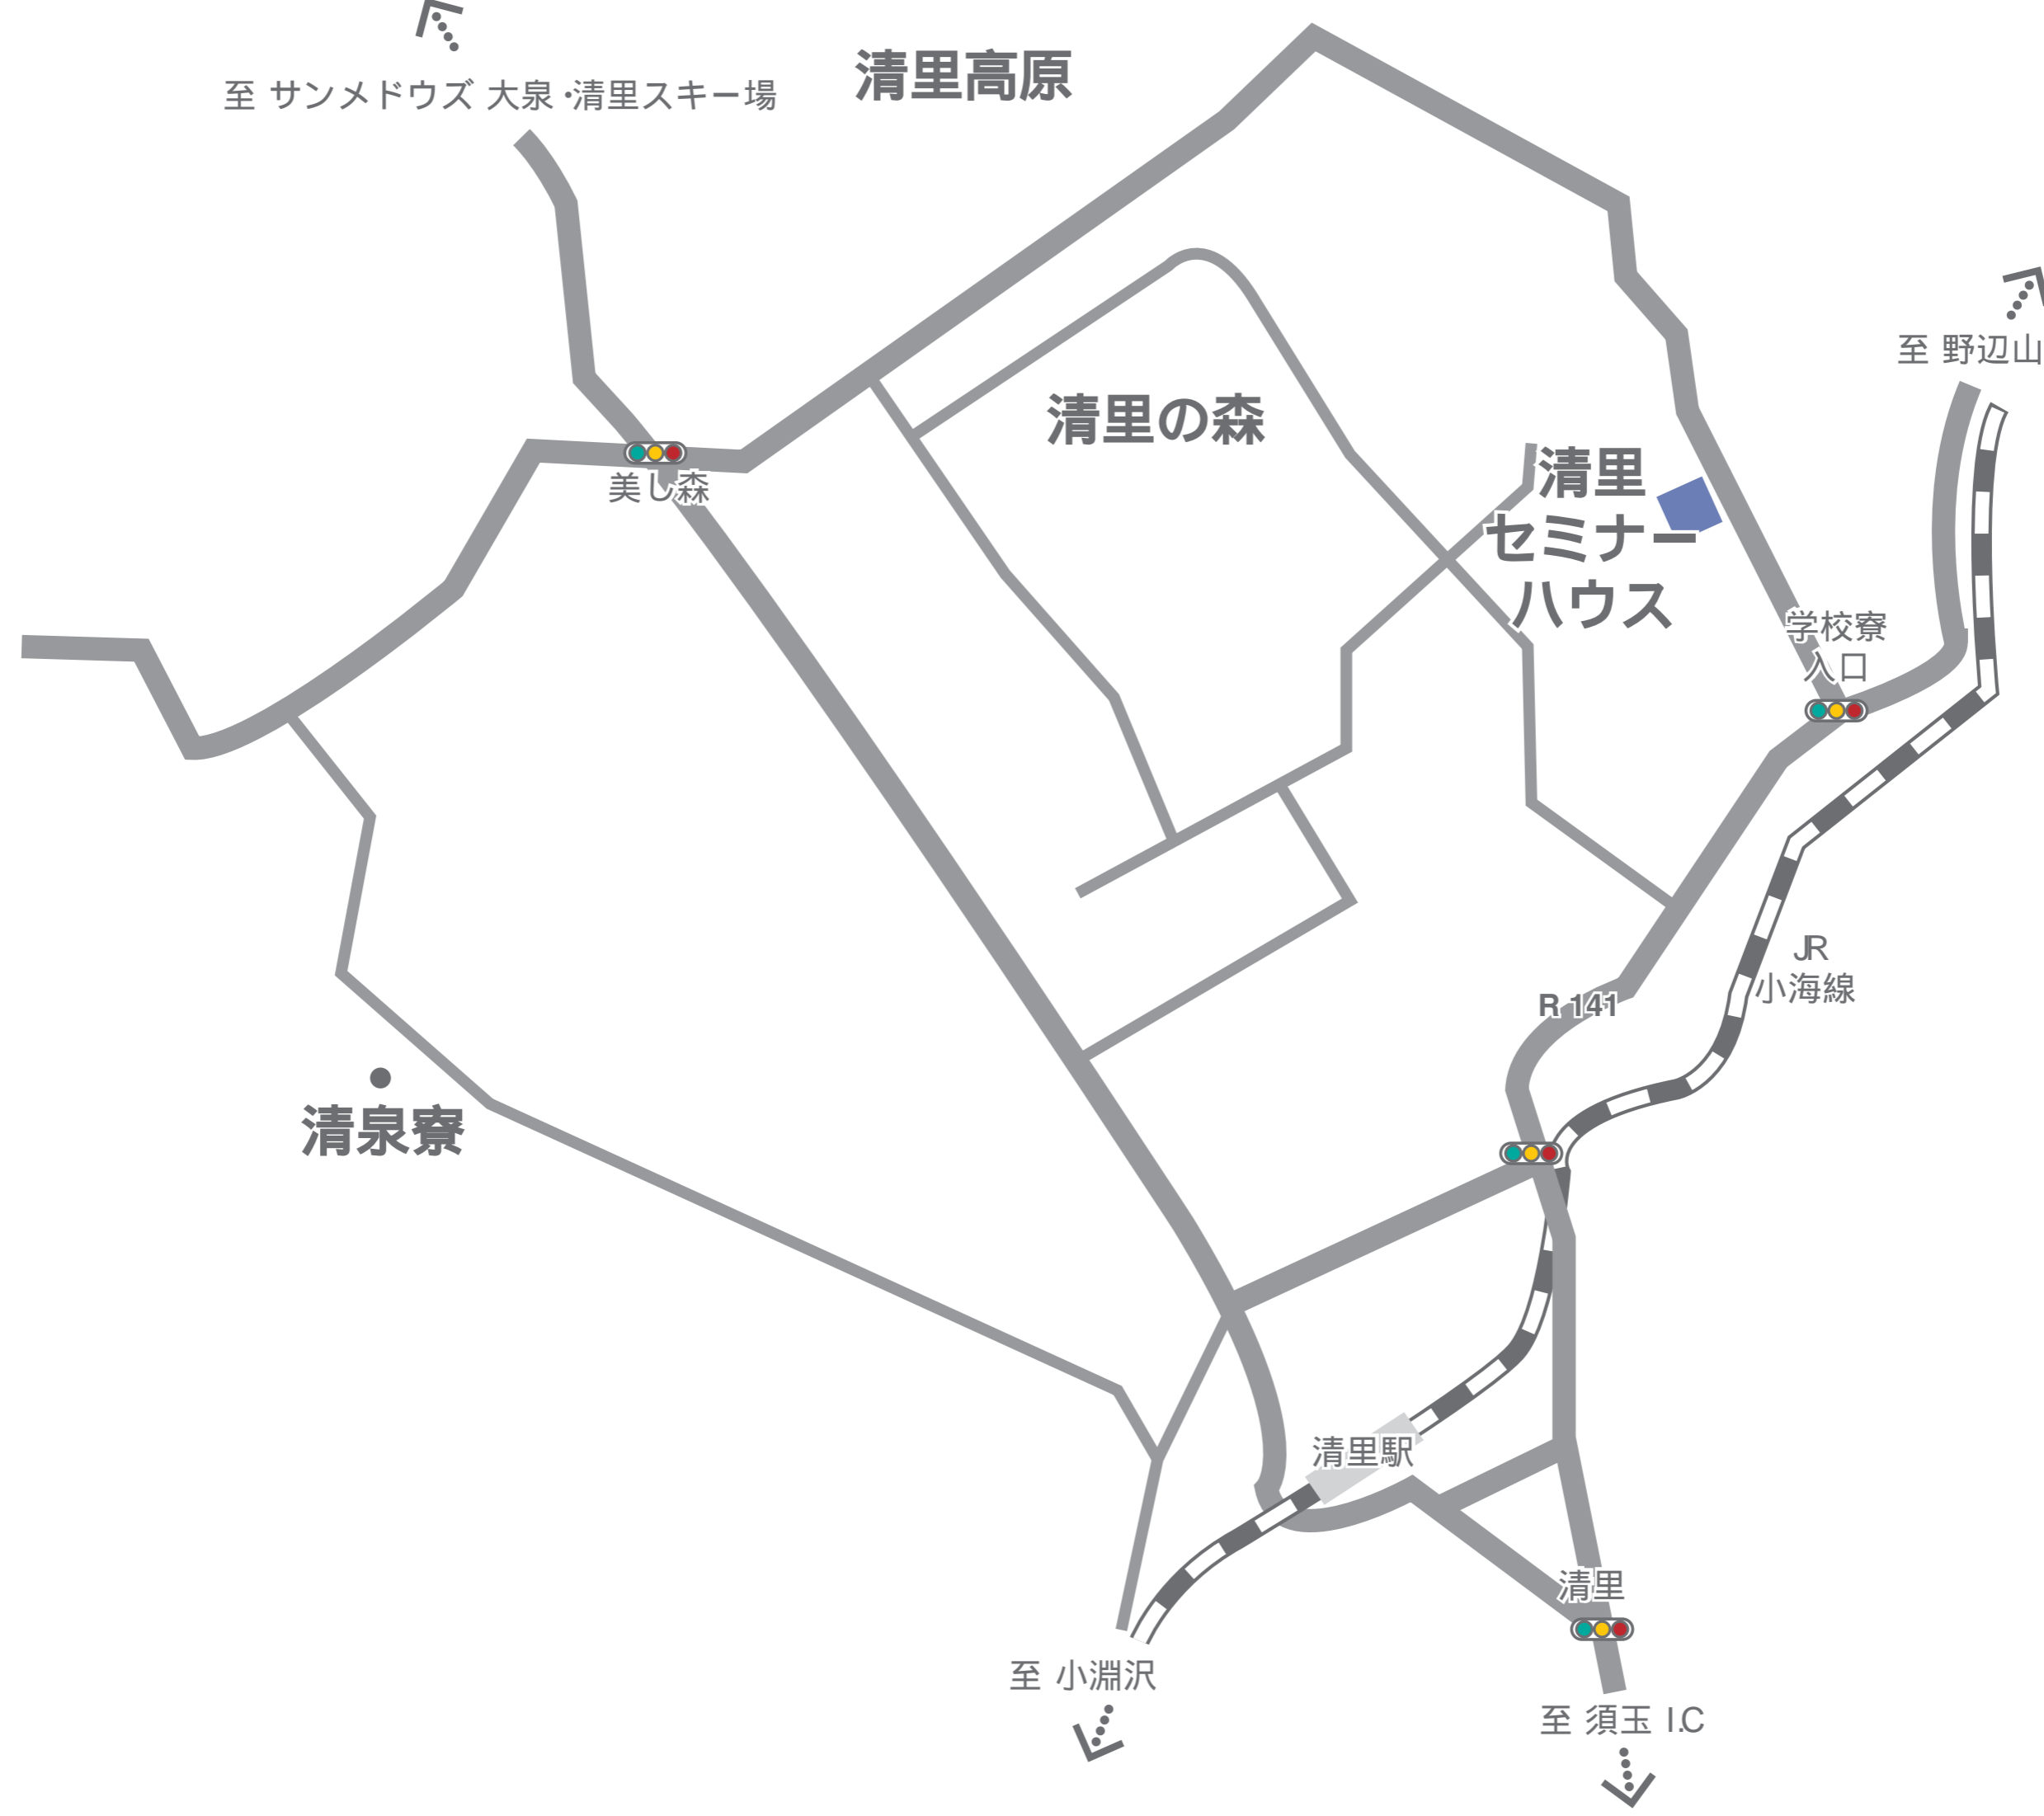 清里高原
至 サンメドウズ 大泉・清里スキー場
至 野辺山
清里の森
清里
セミナー
ハウス
美し森
学校寮
入口
JR
小海線
R 141
清泉寮
清里駅
清里
至 小淵沢
至 須玉 I.C